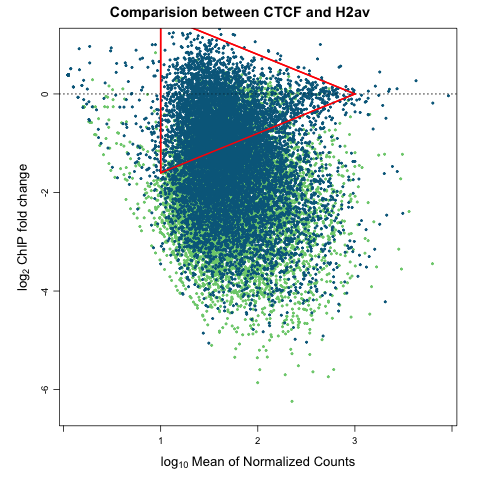 Comparision between CTCF and H2av
log2 ChIP fold change
0
-2
-4
-6
1
2
3
log10 Mean of Normalized Counts